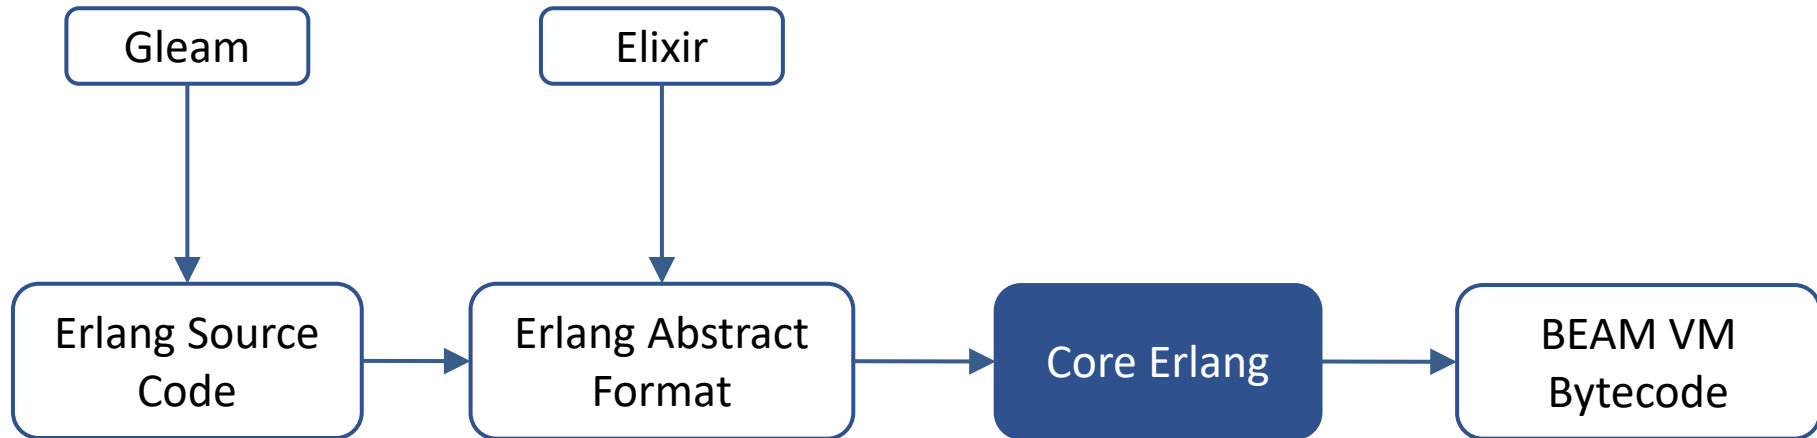 Gleam
Elixir
Erlang Source
Code
Erlang Abstract
Format
Core Erlang
BEAM VM
Bytecode